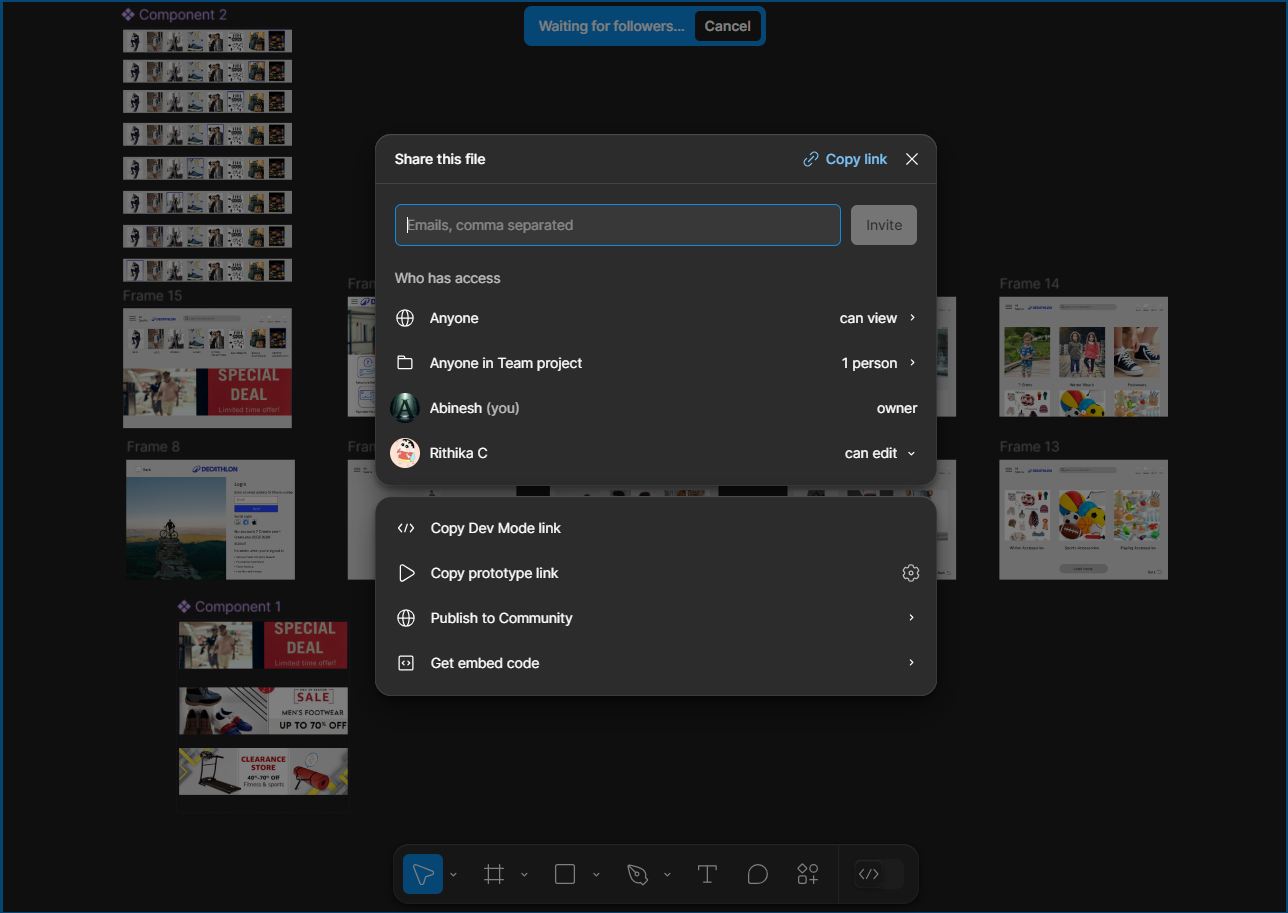 Component 2
Waiting for followers...
Cancel
Share this file
Copy link
Emails, comma separated
Invite
Who has access
Anyone
can view
Anyone in Team project
1 person
Abinesh (you)
owner
Rithika C
can edit
Copy Dev Mode link
Copy prototype link
Publish to Community
Get embed code
Frame 15
SPECIAL
DEAL
Limited time offer!
Frame 14
Frame 8
DECATHLON
Login
Frame 13
Component 1
SPECIAL
DEAL
Limited time offer!
SALE
MEN'S FOOTWEAR
UP TO 70% OFF
CLEARANCE
STORE
40%-70% Off
Fitness & sports